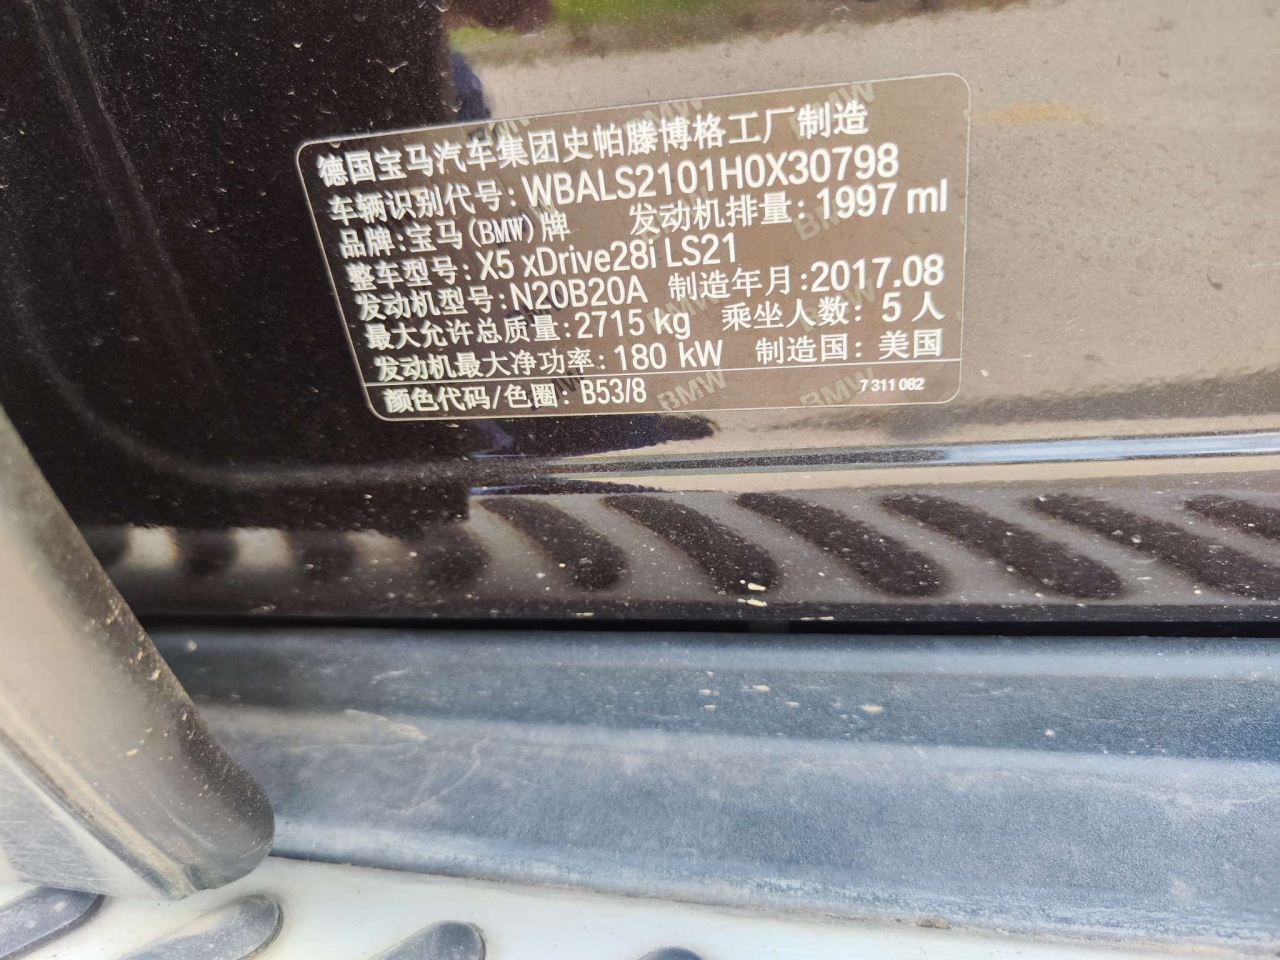 德国宝马汽车集团史帕滕博格工厂制造
车辆识别代号: WBALS2101H0X30798
品牌:宝马(BMW)牌 发动机排量: 1997 ml
整车型号: X5 xDrive28i LS21
发动机型号: N20B20A 制造年月:2017.08
最大允许总质量:2715 kg 乘坐人数: 5 人
发动机最大净功率: 180 kW 制造国: 美国
颜色代码/色圈: B53/8 7 311 082